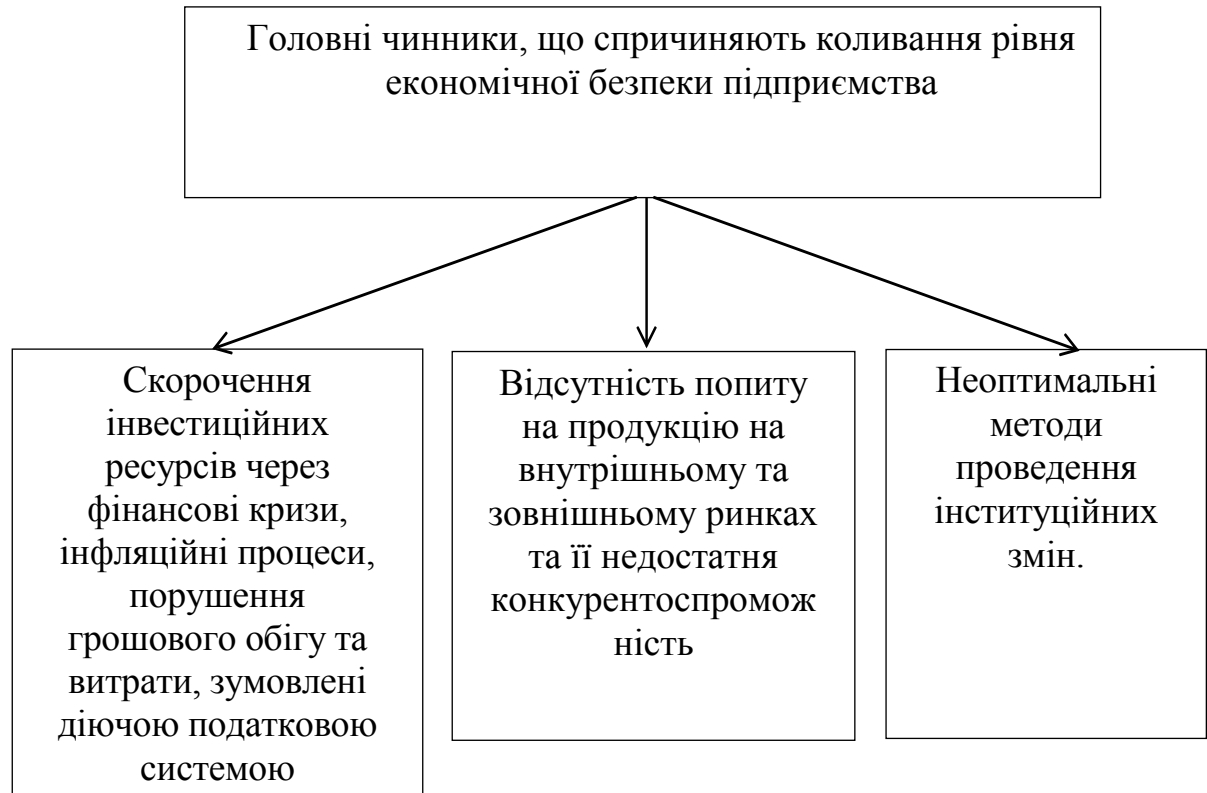 Головні чинники, що спричиняють коливання рівня
економічної безпеки підприємства
Скорочення
інвестиційних
ресурсів через
фінансові кризи,
інфляційні процеси,
порушення
грошового обігу та
витрати, зумовлені
діючою податковою
системою
Відсутність попиту
на продукцію на
внутрішньому та
зовнішньому ринках
та її недостатня
конкурентоспромож
ність
Неоптимальні
методи
проведення
інституційних
змін.